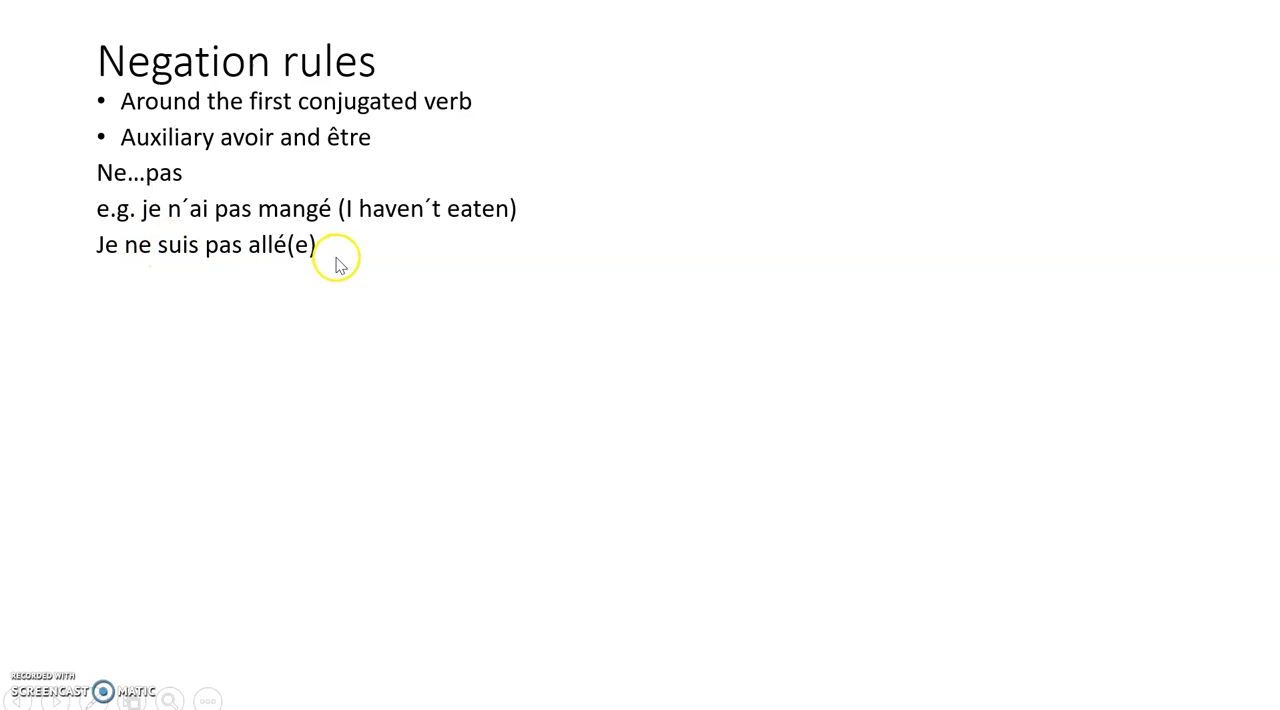 Negation rules
• Around the first conjugated verb
• Auxiliary avoir and être
Ne…pas
e.g. je n´ai pas mangé (I haven´t eaten)
Je ne suis pas allé(e)
RECORDED WITH
SCREENCAST MATIC